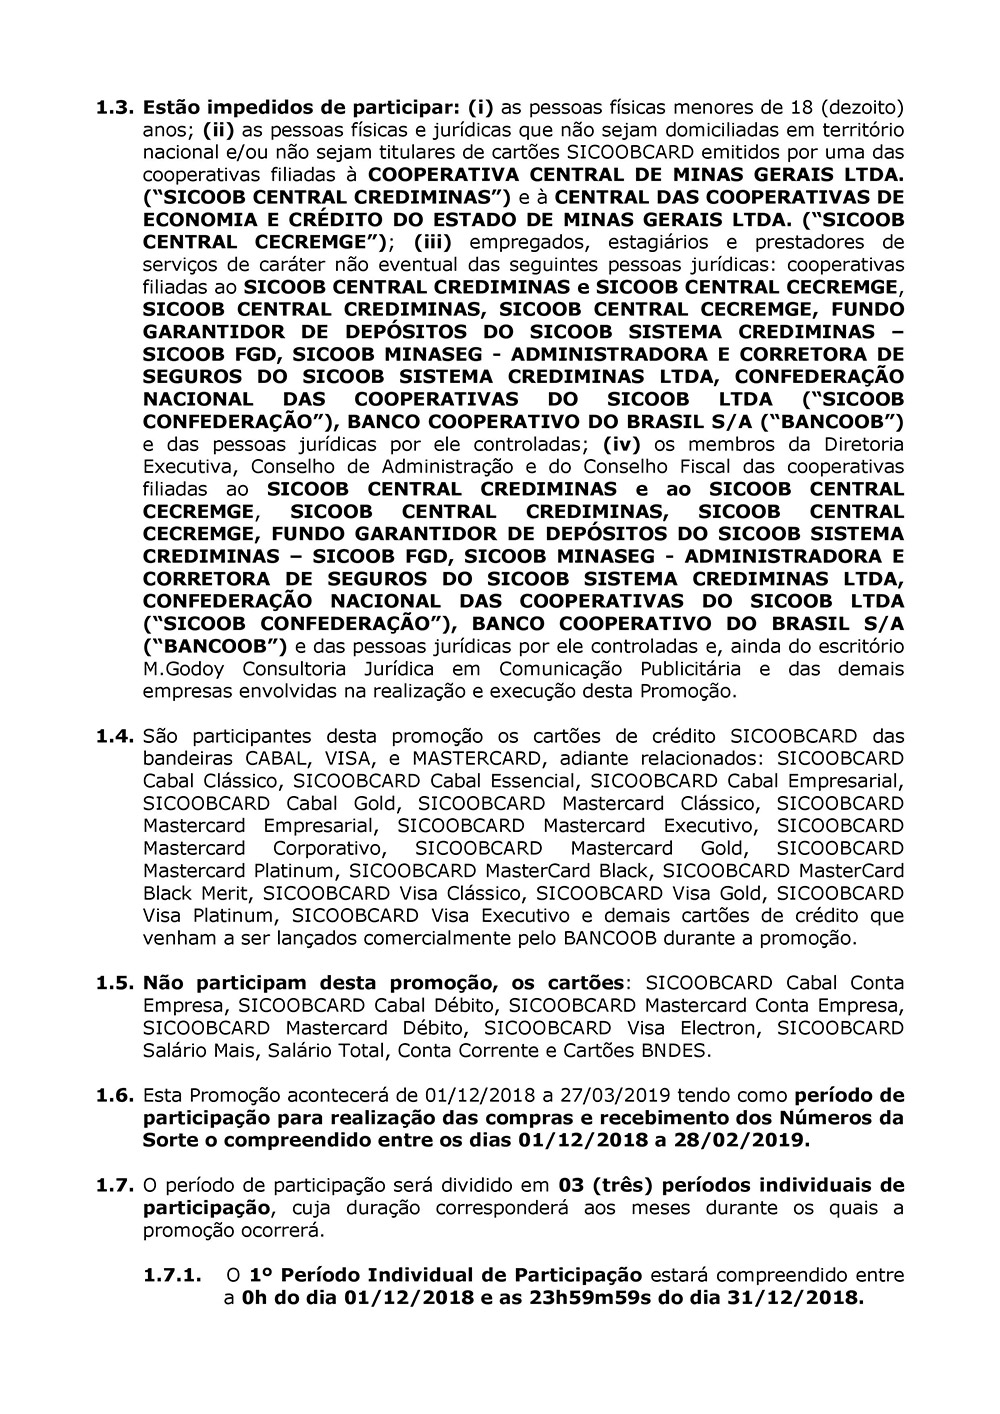 1.3. Estão impedidos de participar: (i) as pessoas físicas menores de 18 (dezoito)
anos; (ii) as pessoas físicas e jurídicas que não sejam domiciliadas em território
nacional e/ou não sejam titulares de cartões SICOOBCARD emitidos por uma das
cooperativas filiadas à COOPERATIVA CENTRAL DE MINAS GERAIS LTDA.
(“SICOOB CENTRAL CREDIMINAS”) e à CENTRAL DAS COOPERATIVAS DE
ECONOMIA E CRÉDITO DO ESTADO DE MINAS GERAIS LTDA. (“SICOOB
CENTRAL CECREMGE”); (iii) empregados, estagiários e prestadores de
serviços de caráter não eventual das seguintes pessoas jurídicas: cooperativas
filiadas ao SICOOB CENTRAL CREDIMINAS e SICOOB CENTRAL CECREMGE,
SICOOB CENTRAL CREDIMINAS, SICOOB CENTRAL CECREMGE, FUNDO
GARANTIDOR DE DEPÓSITOS DO SICOOB SISTEMA CREDIMINAS –
SICOOB FGD, SICOOB MINASEG - ADMINISTRADORA E CORRETORA DE
SEGUROS DO SICOOB SISTEMA CREDIMINAS LTDA, CONFEDERAÇÃO
NACIONAL DAS COOPERATIVAS DO SICOOB LTDA (“SICOOB
CONFEDERAÇÃO”), BANCO COOPERATIVO DO BRASIL S/A (“BANCOOB”)
e das pessoas jurídicas por ele controladas; (iv) os membros da Diretoria
Executiva, Conselho de Administração e do Conselho Fiscal das cooperativas
filiadas ao SICOOB CENTRAL CREDIMINAS e ao SICOOB CENTRAL
CECREMGE, SICOOB CENTRAL CREDIMINAS, SICOOB CENTRAL
CECREMGE, FUNDO GARANTIDOR DE DEPÓSITOS DO SICOOB SISTEMA
CREDIMINAS – SICOOB FGD, SICOOB MINASEG - ADMINISTRADORA E
CORRETORA DE SEGUROS DO SICOOB SISTEMA CREDIMINAS LTDA,
CONFEDERAÇÃO NACIONAL DAS COOPERATIVAS DO SICOOB LTDA
(“SICOOB CONFEDERAÇÃO”), BANCO COOPERATIVO DO BRASIL S/A
(“BANCOOB”) e das pessoas jurídicas por ele controladas e, ainda do escritório
M.Godoy Consultoria Jurídica em Comunicação Publicitária e das demais
empresas envolvidas na realização e execução desta Promoção.
1.4. São participantes desta promoção os cartões de crédito SICOOBCARD das
bandeiras CABAL, VISA, e MASTERCARD, adiante relacionados: SICOOBCARD
Cabal Clássico, SICOOBCARD Cabal Essencial, SICOOBCARD Cabal Empresarial,
SICOOBCARD Cabal Gold, SICOOBCARD Mastercard Clássico, SICOOBCARD
Mastercard Empresarial, SICOOBCARD Mastercard Executivo, SICOOBCARD
Mastercard Corporativo, SICOOBCARD Mastercard Gold, SICOOBCARD
Mastercard Platinum, SICOOBCARD MasterCard Black, SICOOBCARD MasterCard
Black Merit, SICOOBCARD Visa Clássico, SICOOBCARD Visa Gold, SICOOBCARD
Visa Platinum, SICOOBCARD Visa Executivo e demais cartões de crédito que
venham a ser lançados comercialmente pelo BANCOOB durante a promoção.
1.5. Não participam desta promoção, os cartões: SICOOBCARD Cabal Conta
Empresa, SICOOBCARD Cabal Débito, SICOOBCARD Mastercard Conta Empresa,
SICOOBCARD Mastercard Débito, SICOOBCARD Visa Electron, SICOOBCARD
Salário Mais, Salário Total, Conta Corrente e Cartões BNDES.
1.6. Esta Promoção acontecerá de 01/12/2018 a 27/03/2019 tendo como período de
participação para realização das compras e recebimento dos Números da
Sorte o compreendido entre os dias 01/12/2018 a 28/02/2019.
1.7. O período de participação será dividido em 03 (três) períodos individuais de
participação, cuja duração corresponderá aos meses durante os quais a
promoção ocorrerá.
1.7.1. O 1º Período Individual de Participação estará compreendido entre
a 0h do dia 01/12/2018 e as 23h59m59s do dia 31/12/2018.